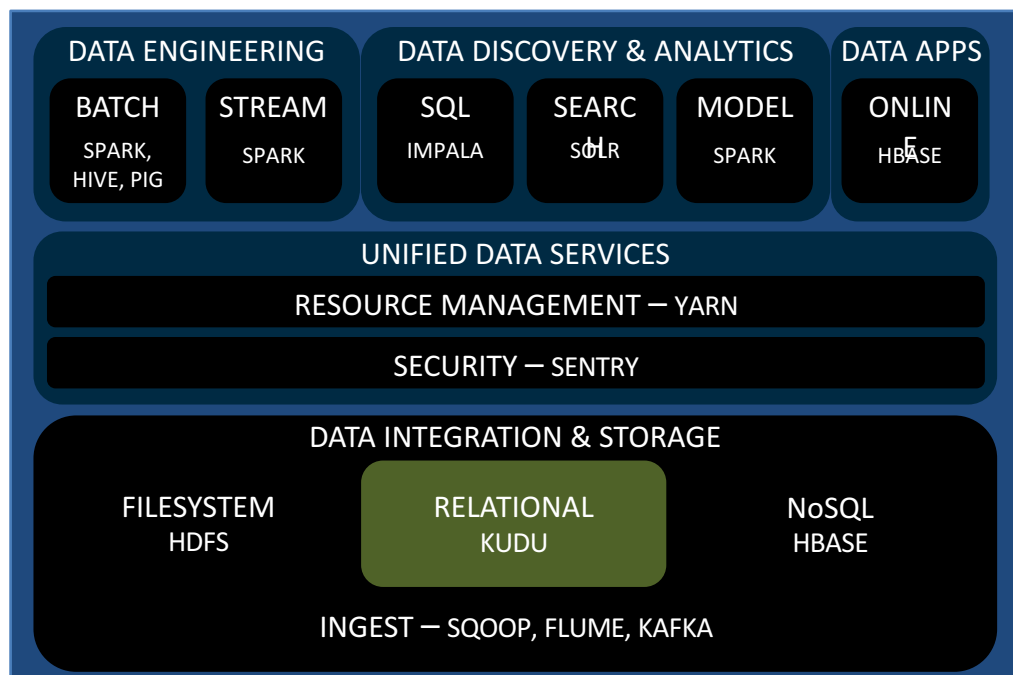 DATA ENGINEERING
BATCH
SPARK,
HIVE, PIG
STREAM
SPARK
DATA DISCOVERY & ANALYTICS
SQL
IMPALA
SEARC
H
SOLR
MODEL
SPARK
DATA APPS
ONLIN
E
HBASE
UNIFIED DATA SERVICES
RESOURCE MANAGEMENT – YARN
SECURITY – SENTRY
DATA INTEGRATION & STORAGE
FILESYSTEM
HDFS
RELATIONAL
KUDU
NoSQL
HBASE
INGEST – SQOOP, FLUME, KAFKA